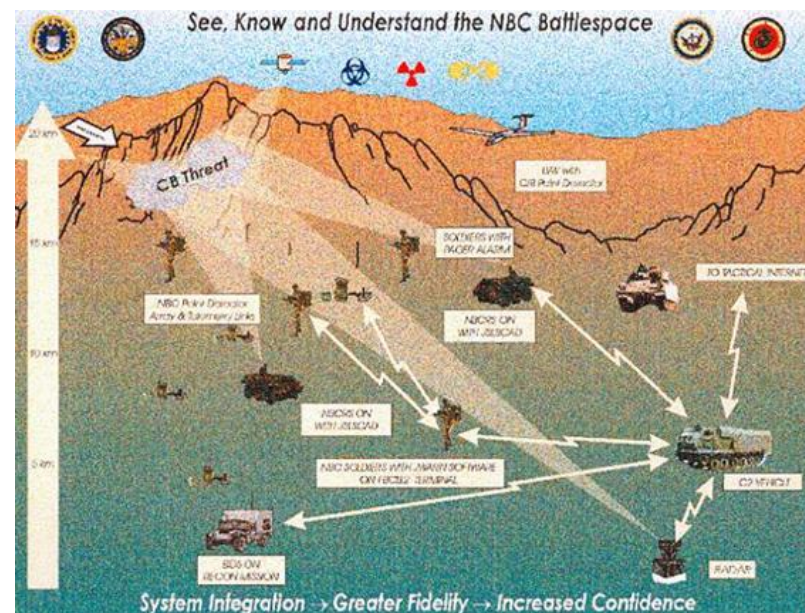 See, Know and Understand the NBC Battlespace
20 km
CB Threat
UAV with
C/B Point Detector
15 km
SOLDIERS WITH
PAGER ALARM
TO TACTICAL INTERNET
NBC Point Detector
Array & Telemetry Links
NBCRS ON
WITH JSLSCAD
10 km
NBCRS ON
WITH JSLSCAD
NBC SOLDIERS WITH JWARN SOFTWARE
ON FBCB2 TERMINAL
5 km
C2 VEHICLE
BIDS ON
RECON MISSION
RADAR
System Integration → Greater Fidelity → Increased Confidence